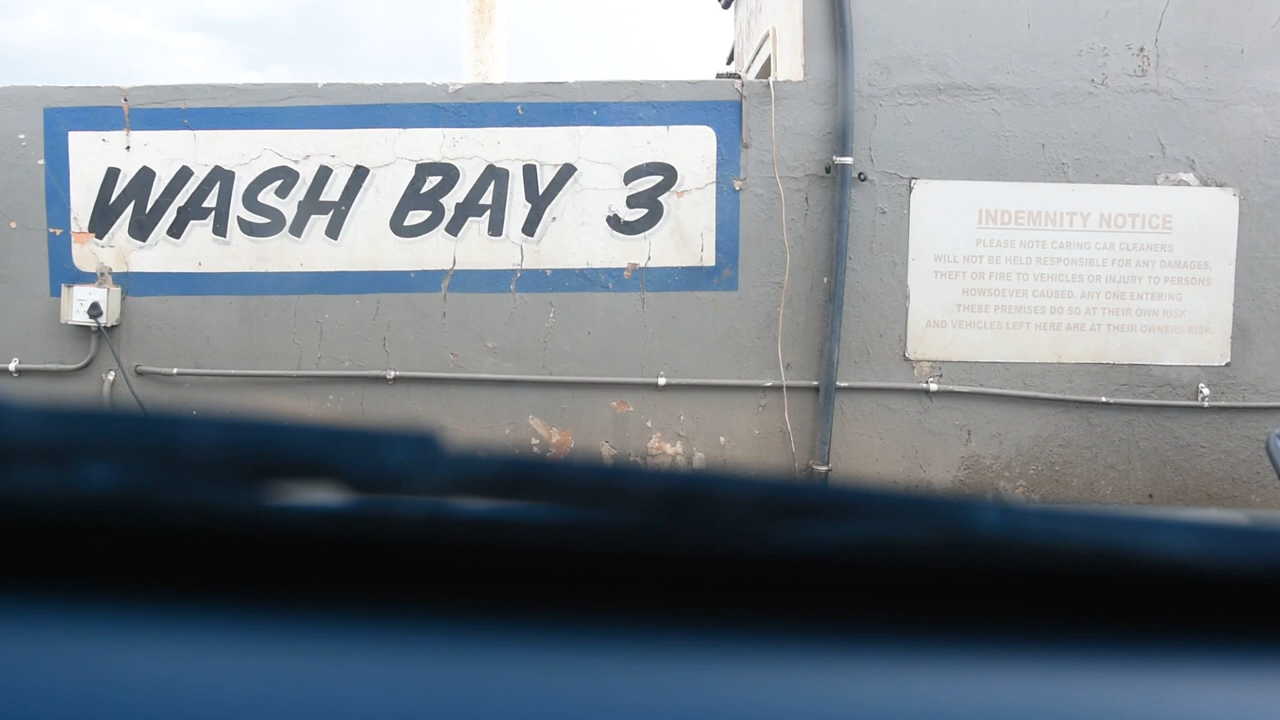 WASH BAY 3
INDEMNITY NOTICE
PLEASE NOTE CARING CAR CLEANERS
WILL NOT BE HELD RESPONSIBLE FOR ANY DAMAGES,
THEFT OR FIRE TO VEHICLES OR INJURY TO PERSONS
HOWSOEVER CAUSED. ANY ONE ENTERING
THESE PREMISES DO SO AT THEIR OWN RISK
AND VEHICLES LEFT HERE ARE AT THEIR OWNERS RISK.